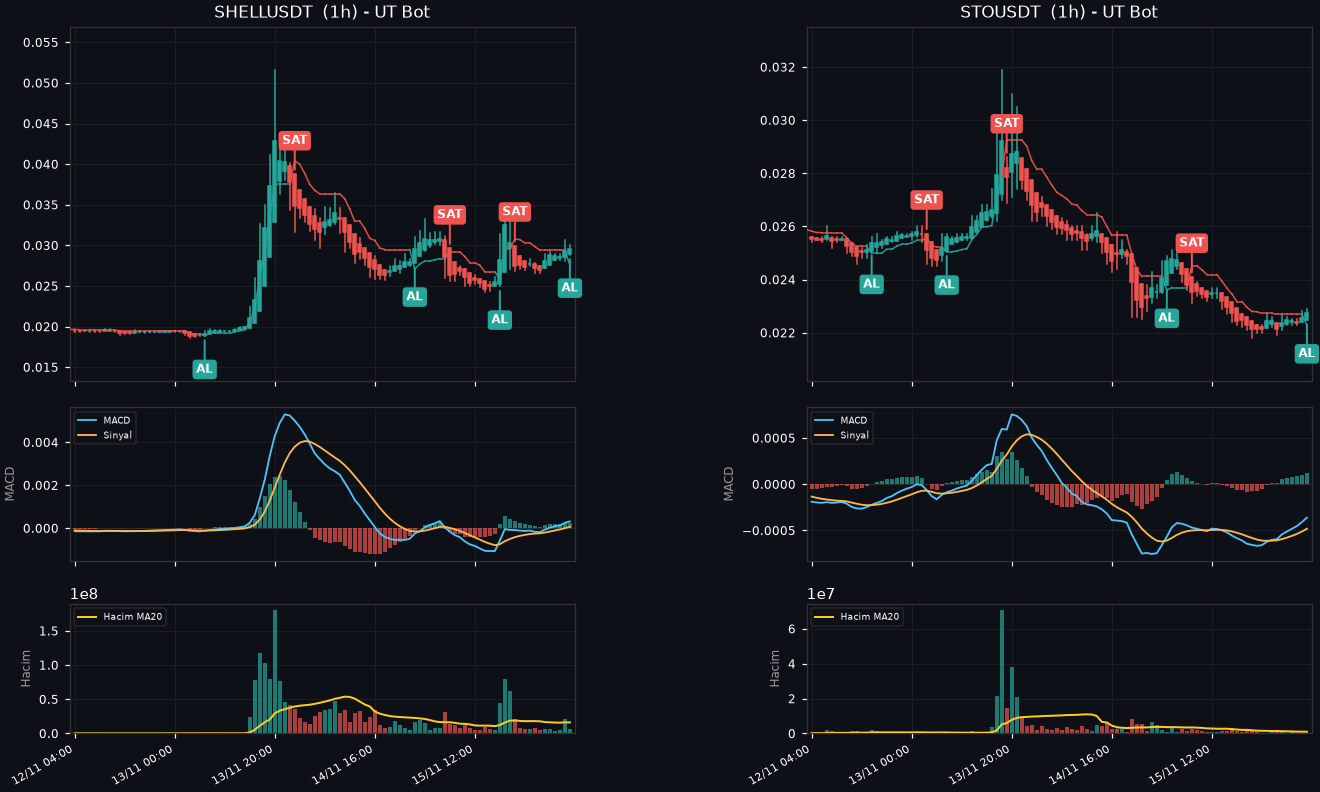 SHELLUSDT (1h) - UT Bot
0.055
0.050
0.045
0.040
0.035
0.030
0.025
0.020
0.015
SAT
SAT
SAT
AL
AL
AL
AL
MACD
Sinyal
MACD
0.004
0.002
0.000
1e8
Hacim MA20
Hacim
1.5
1.0
0.5
0.0
12/11 04:00
13/11 00:00
13/11 20:00
14/11 16:00
15/11 12:00
STOUSDT (1h) - UT Bot
0.032
0.030
0.028
0.026
0.024
0.022
SAT
SAT
SAT
AL
AL
AL
AL
MACD
Sinyal
MACD
0.0005
0.0000
−0.0005
1e7
Hacim MA20
Hacim
6
4
2
0
12/11 04:00
13/11 00:00
13/11 20:00
14/11 16:00
15/11 12:00